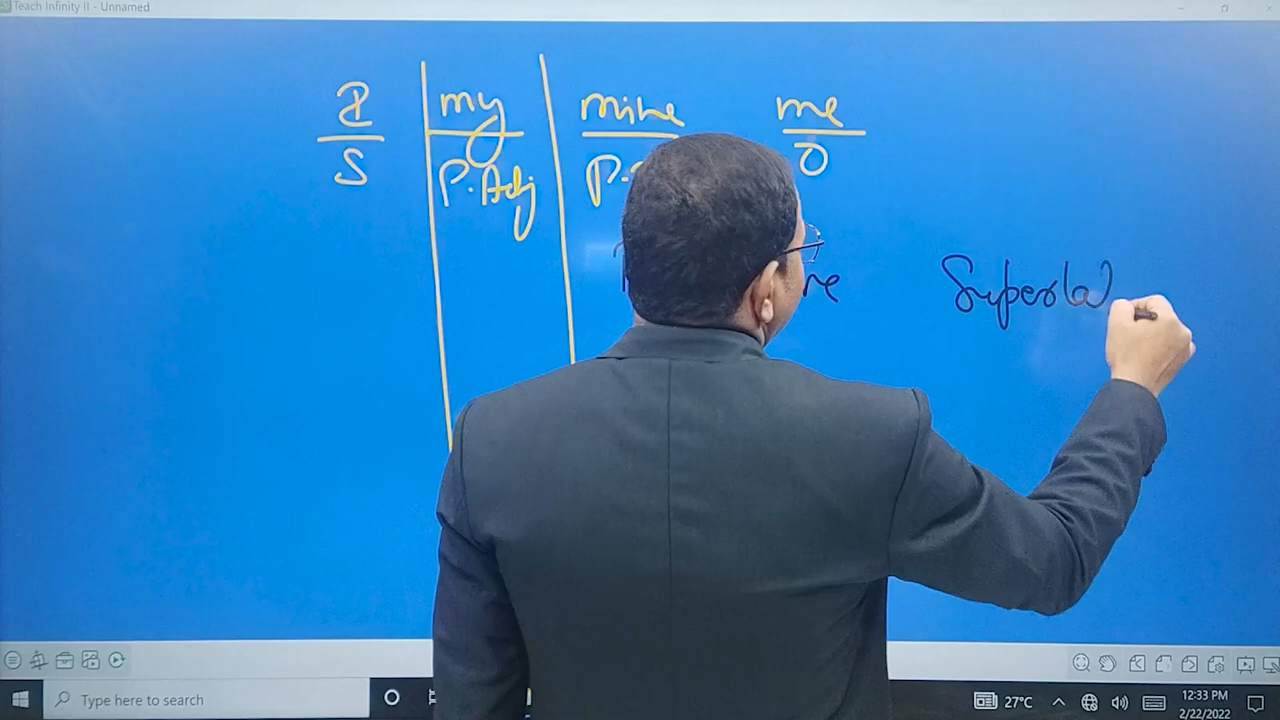 Teach Infinity II - Unnamed
I my mine me
S P. Adj P. O
Superla
Type here to search
27°C
12:33 PM
2/22/2022